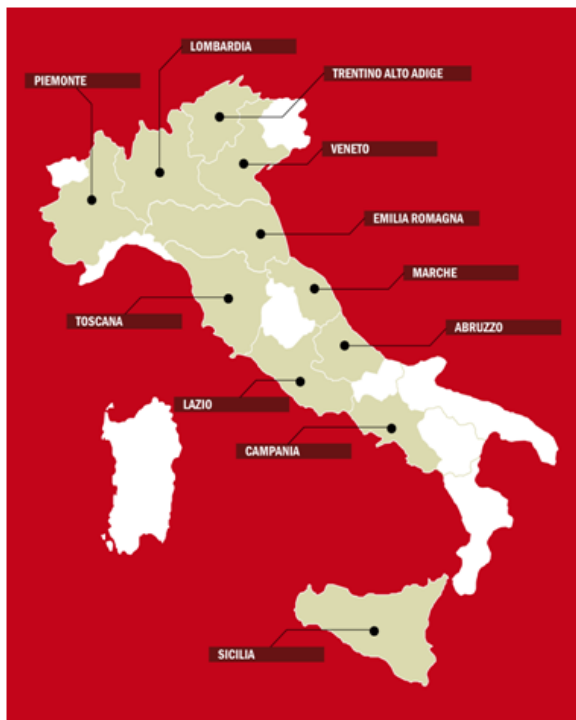 LOMBARDIA
TRENTINO ALTO ADIGE
PIEMONTE
VENETO
EMILIA ROMAGNA
MARCHE
TOSCANA
ABRUZZO
LAZIO
CAMPANIA
SICILIA